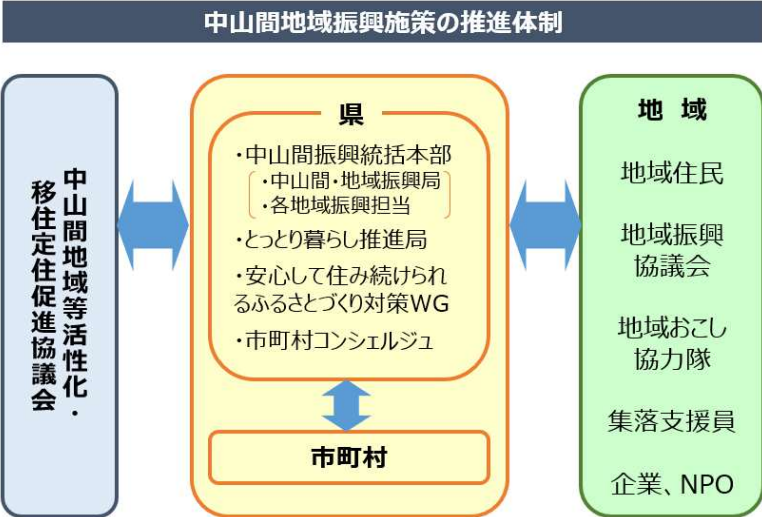 中山間地域振興施策の推進体制
中山間地域等活性化・
移住定住促進協議会
県
・中山間振興統括本部
・中山間・地域振興局
・各地域振興担当
・とっとり暮らし推進局
・安心して住み続けられ
るふるさとづくり対策WG
・市町村コンシェルジュ
市町村
地 域
地域住民
地域振興
協議会
地域おこし
協力隊
集落支援員
企業、NPO